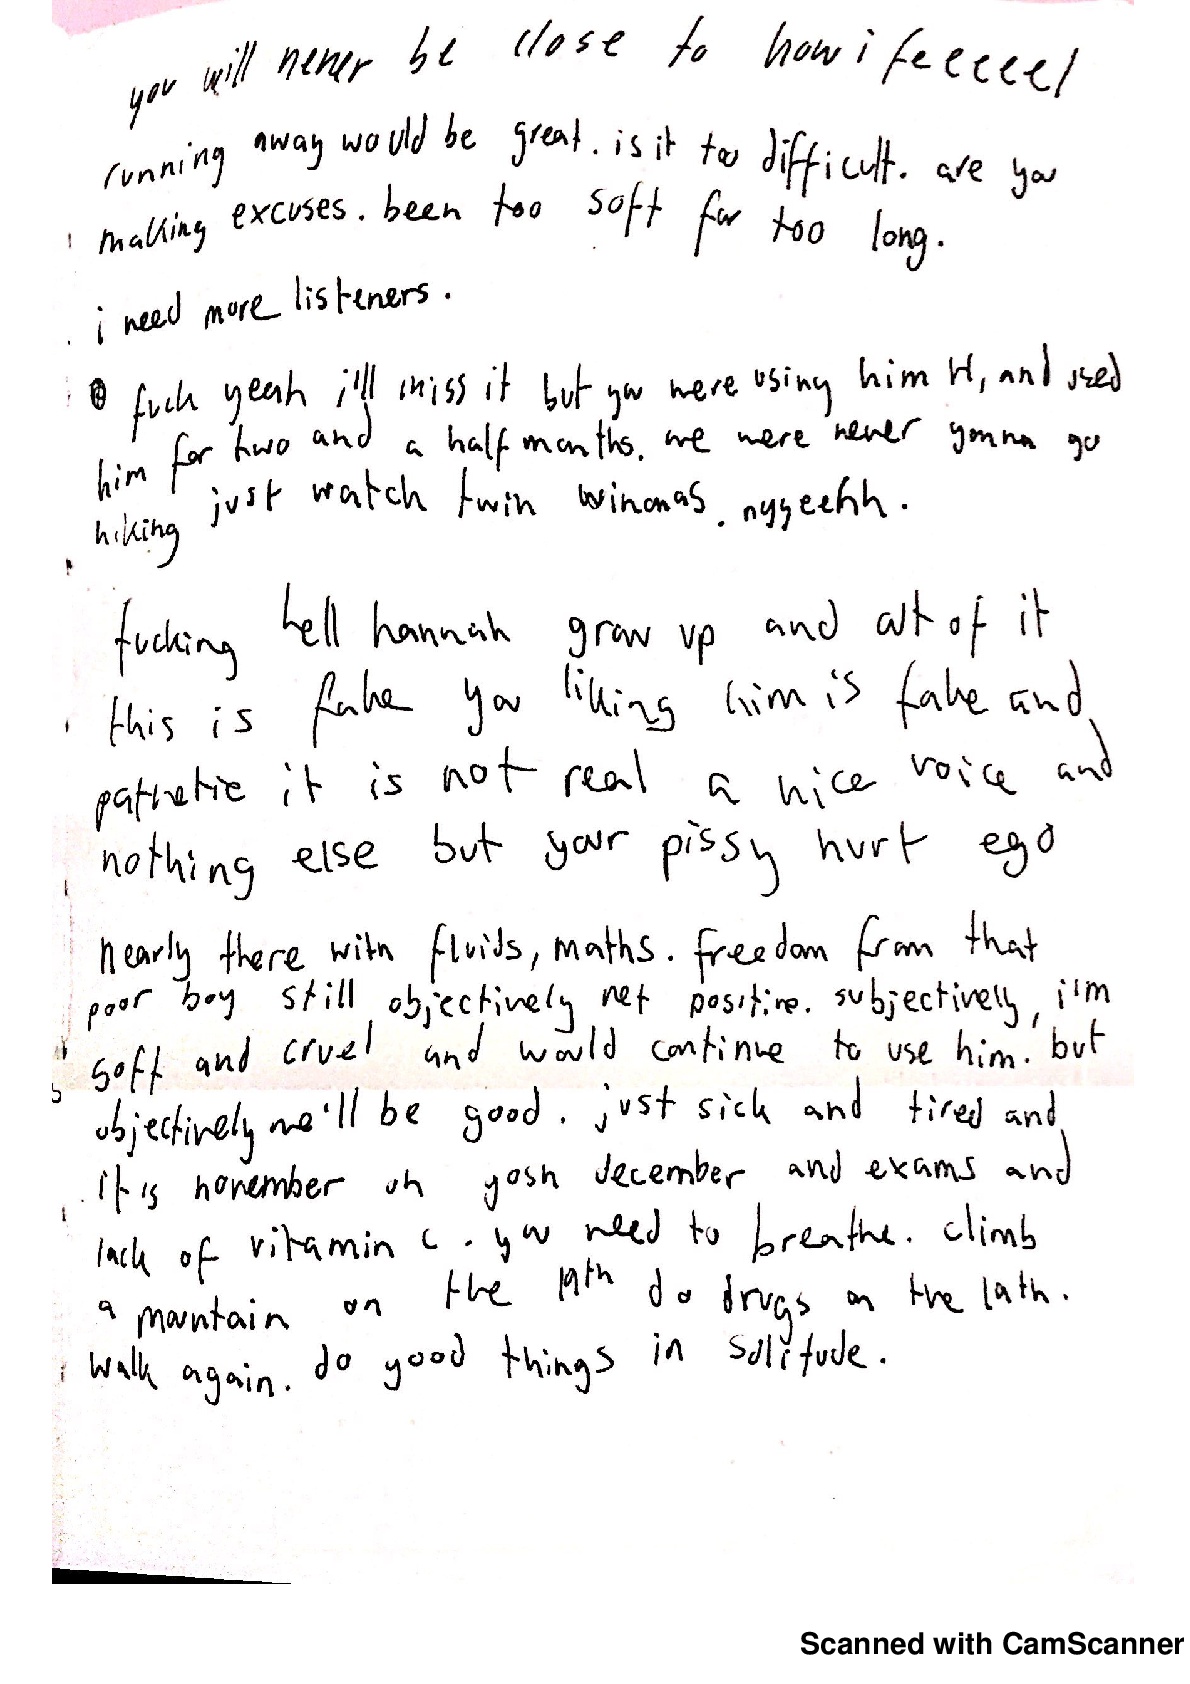 you will never be close to how i feeeeel
running away would be great. is it too difficult. are you
making excuses. been too soft for too long.
i need more listeners.
fuck yeah i'll miss it but you were using him H, and used
him for two and a half months. we were never gonna go
hiking just watch twin winonas. nygeehh.
fucking hell hannah grow up and out of it
this is fake you liking him is fake and
pathetic it is not real a nice voice and
nothing else but your pissy hurt ego
nearly there with fluids, maths. freedom from that
poor boy still objectively net positive. subjectively, i'm
soft and cruel and would continue to use him. but
objectively we'll be good. just sick and tired and
it is november oh gosh december and exams and
lack of vitamin c. you need to breathe. climb
a mountain on the 19th do drugs on the
walk again. do good things in solitude.
Scanned with CamScanner